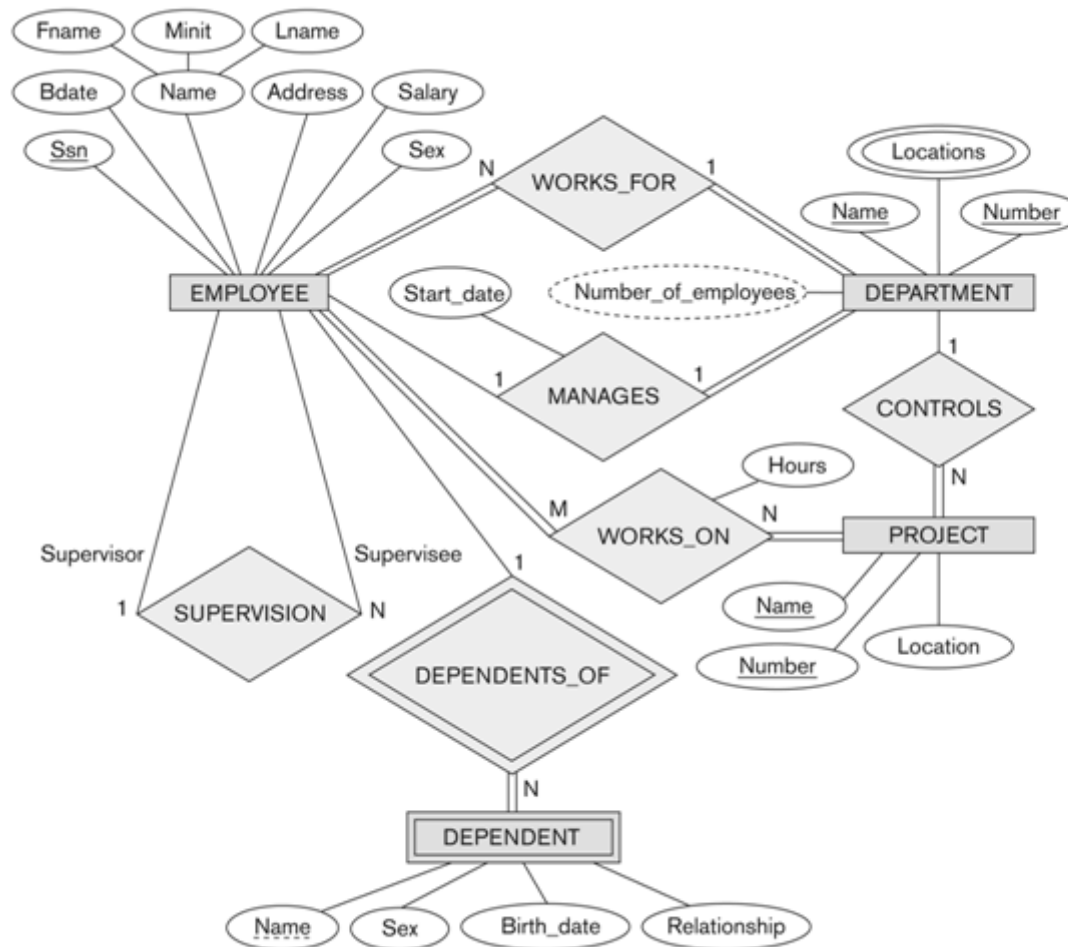 Fname
Minit
Lname
Bdate
Name
Address
Salary
Ssn
Sex
N
WORKS_FOR
1
Locations
Name
Number
EMPLOYEE
Start_date
Number_of_employees
DEPARTMENT
1
MANAGES
1
1
CONTROLS
N
Hours
M
WORKS_ON
N
PROJECT
Supervisor
Supervisee
1
SUPERVISION
N
1
Name
Number
Location
DEPENDENTS_OF
N
DEPENDENT
Name
Sex
Birth_date
Relationship